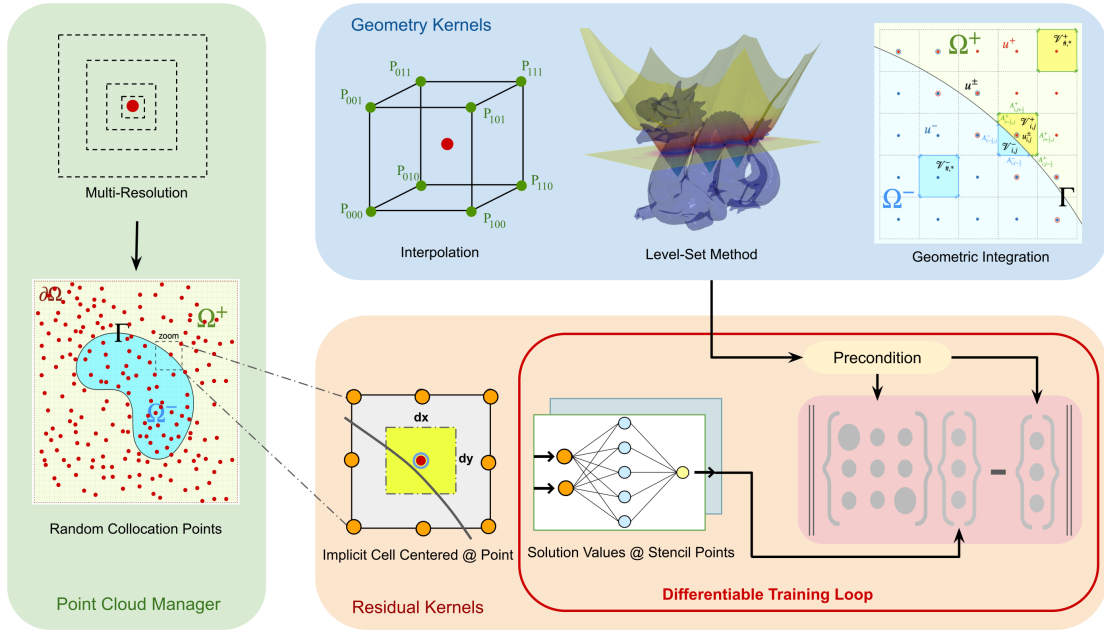 Geometry Kernels
Multi-Resolution
∂Ω
Γ
Ω⁺
zoom
Ω⁻
Random Collocation Points
Point Cloud Manager
P₀₁₁
P₁₁₁
P₀₀₁
P₁₀₁
P₀₁₀
P₁₁₀
P₀₀₀
P₁₀₀
Interpolation
Level-Set Method
Ω⁺
u⁺
u±
u⁻
Ω⁻
Γ
Geometric Integration
dx
dy
Implicit Cell Centered @ Point
Residual Kernels
Solution Values @ Stencil Points
Precondition
Differentiable Training Loop